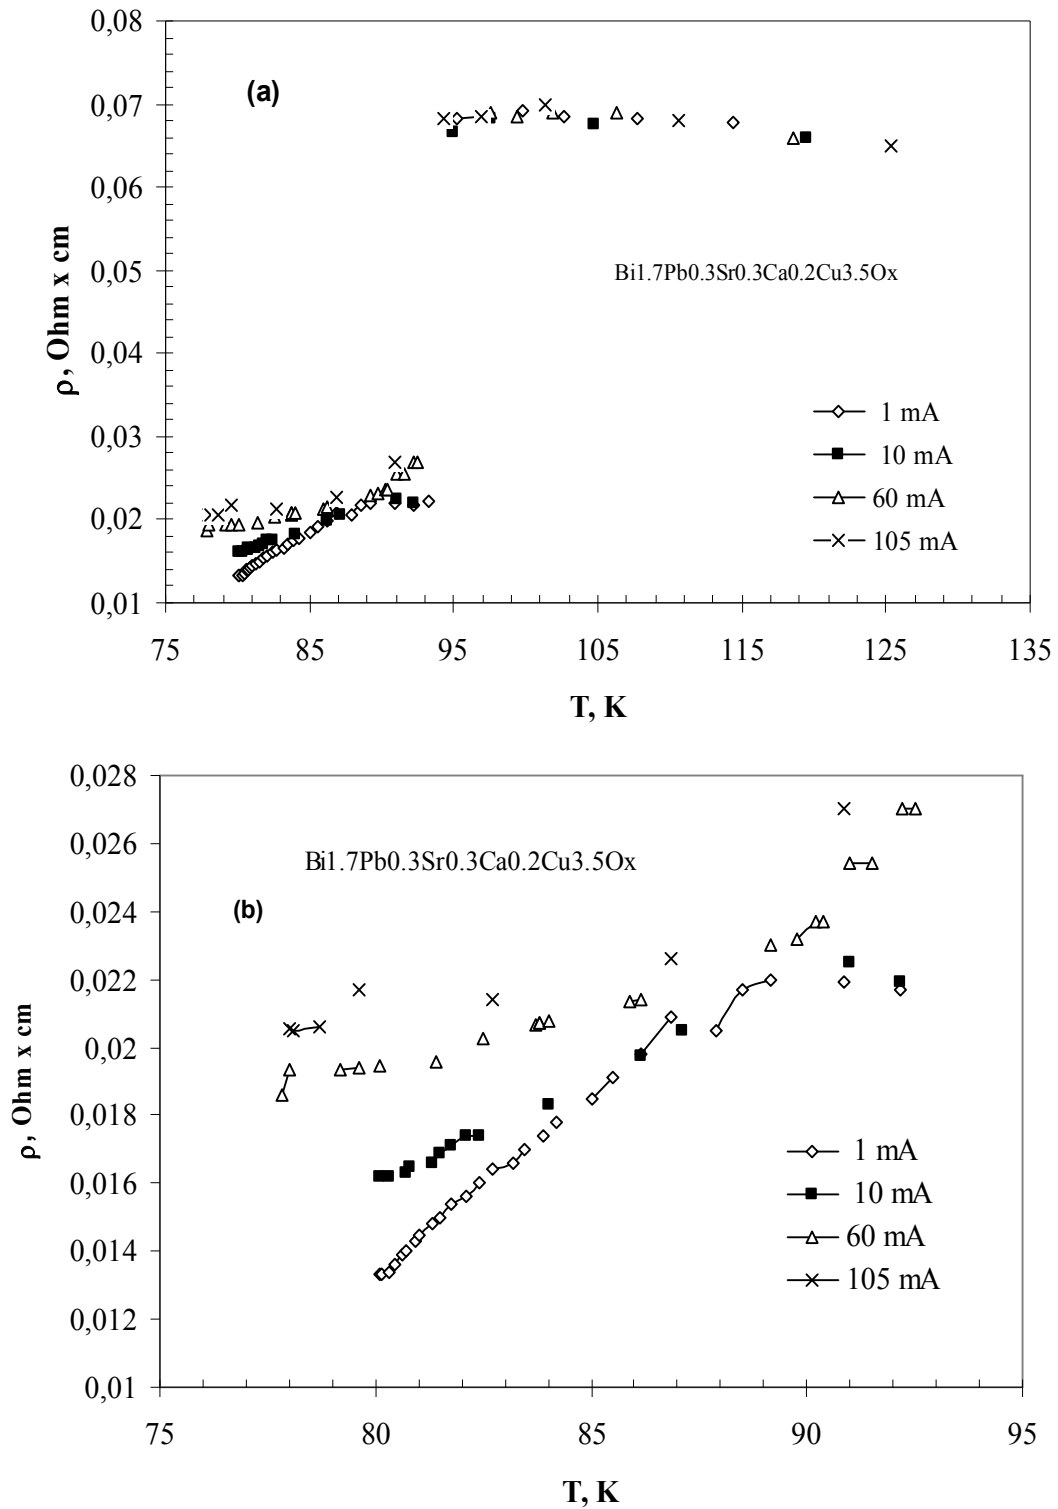 0,08
(a)
0,07
0,06
0,05
Bi1.7Pb0.3Sr0.3Ca0.2Cu3.5Ox
0,04
ρ, Ohm x cm
1 mA
0,03
10 mA
60 mA
0,02
105 mA
0,01
75 85 95 105 115 125 135
T, K
0,028
0,026
Bi1.7Pb0.3Sr0.3Ca0.2Cu3.5Ox
(b)
0,024
0,022
0,02
ρ, Ohm x cm
0,018
1 mA
0,016
10 mA
60 mA
0,014
105 mA
0,012
0,01
75 80 85 90 95
T, K